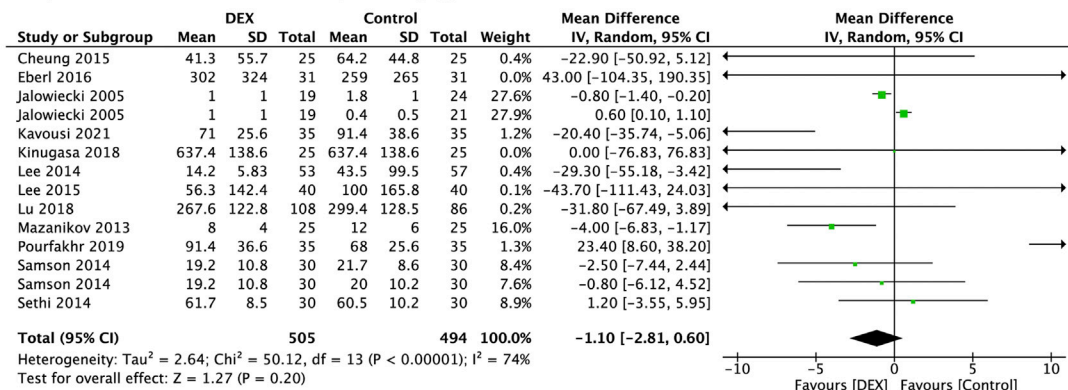 DEX Control Mean Difference Mean Difference
Study or Subgroup Mean SD Total Mean SD Total Weight IV, Random, 95% CI IV, Random, 95% CI
Cheung 2015 41.3 55.7 25 64.2 44.8 25 0.4% −22.90 [−50.92, 5.12]
Eberl 2016 302 324 31 259 265 31 0.0% 43.00 [−104.35, 190.35]
Jalowiecki 2005 1 1 19 1.8 1 24 27.6% −0.80 [−1.40, −0.20]
Jalowiecki 2005 1 1 19 0.4 0.5 21 27.9% 0.60 [0.10, 1.10]
Kavousi 2021 71 25.6 35 91.4 38.6 35 1.2% −20.40 [−35.74, −5.06]
Kinugasa 2018 637.4 138.6 25 637.4 138.6 25 0.0% 0.00 [−76.83, 76.83]
Lee 2014 14.2 5.83 53 43.5 99.5 57 0.4% −29.30 [−55.18, −3.42]
Lee 2015 56.3 142.4 40 100 165.8 40 0.1% −43.70 [−111.43, 24.03]
Lu 2018 267.6 122.8 108 299.4 128.5 86 0.2% −31.80 [−67.49, 3.89]
Mazanikov 2013 8 4 25 12 6 25 16.0% −4.00 [−6.83, −1.17]
Pourfakhr 2019 91.4 36.6 35 68 25.6 35 1.3% 23.40 [8.60, 38.20]
Samson 2014 19.2 10.8 30 21.7 8.6 30 8.4% −2.50 [−7.44, 2.44]
Samson 2014 19.2 10.8 30 20 10.2 30 7.6% −0.80 [−6.12, 4.52]
Sethi 2014 61.7 8.5 30 60.5 10.2 30 8.9% 1.20 [−3.55, 5.95]
Total (95% CI) 505 494 100.0% −1.10 [−2.81, 0.60]
Heterogeneity: Tau² = 2.64; Chi² = 50.12, df = 13 (P < 0.00001); I² = 74%
Test for overall effect: Z = 1.27 (P = 0.20)
−10 −5 0 5 10
Favours [DEX] Favours [Control]